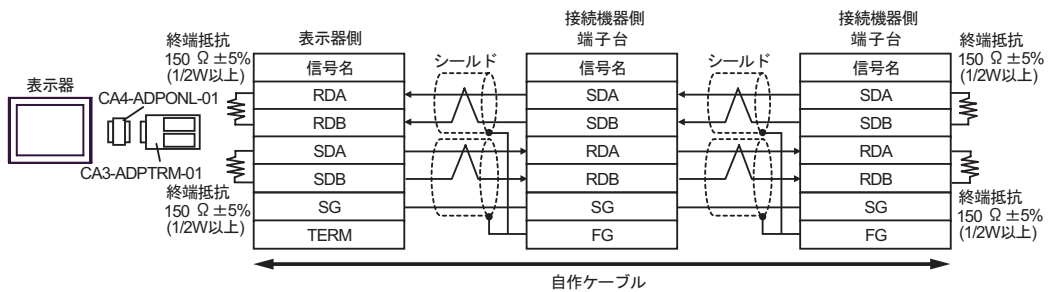 表示器
CA4-ADPONL-01
CA3-ADPTRM-01
終端抵抗
150 Ω ±5%
(1/2W以上)
終端抵抗
150 Ω ±5%
(1/2W以上)
表示器側
信号名
RDA
RDB
SDA
SDB
SG
TERM
シールド
接続機器側
端子台
信号名
SDA
SDB
RDA
RDB
SG
FG
シールド
接続機器側
端子台
信号名
SDA
SDB
RDA
RDB
SG
FG
終端抵抗
150 Ω ±5%
(1/2W以上)
終端抵抗
150 Ω ±5%
(1/2W以上)
自作ケーブル